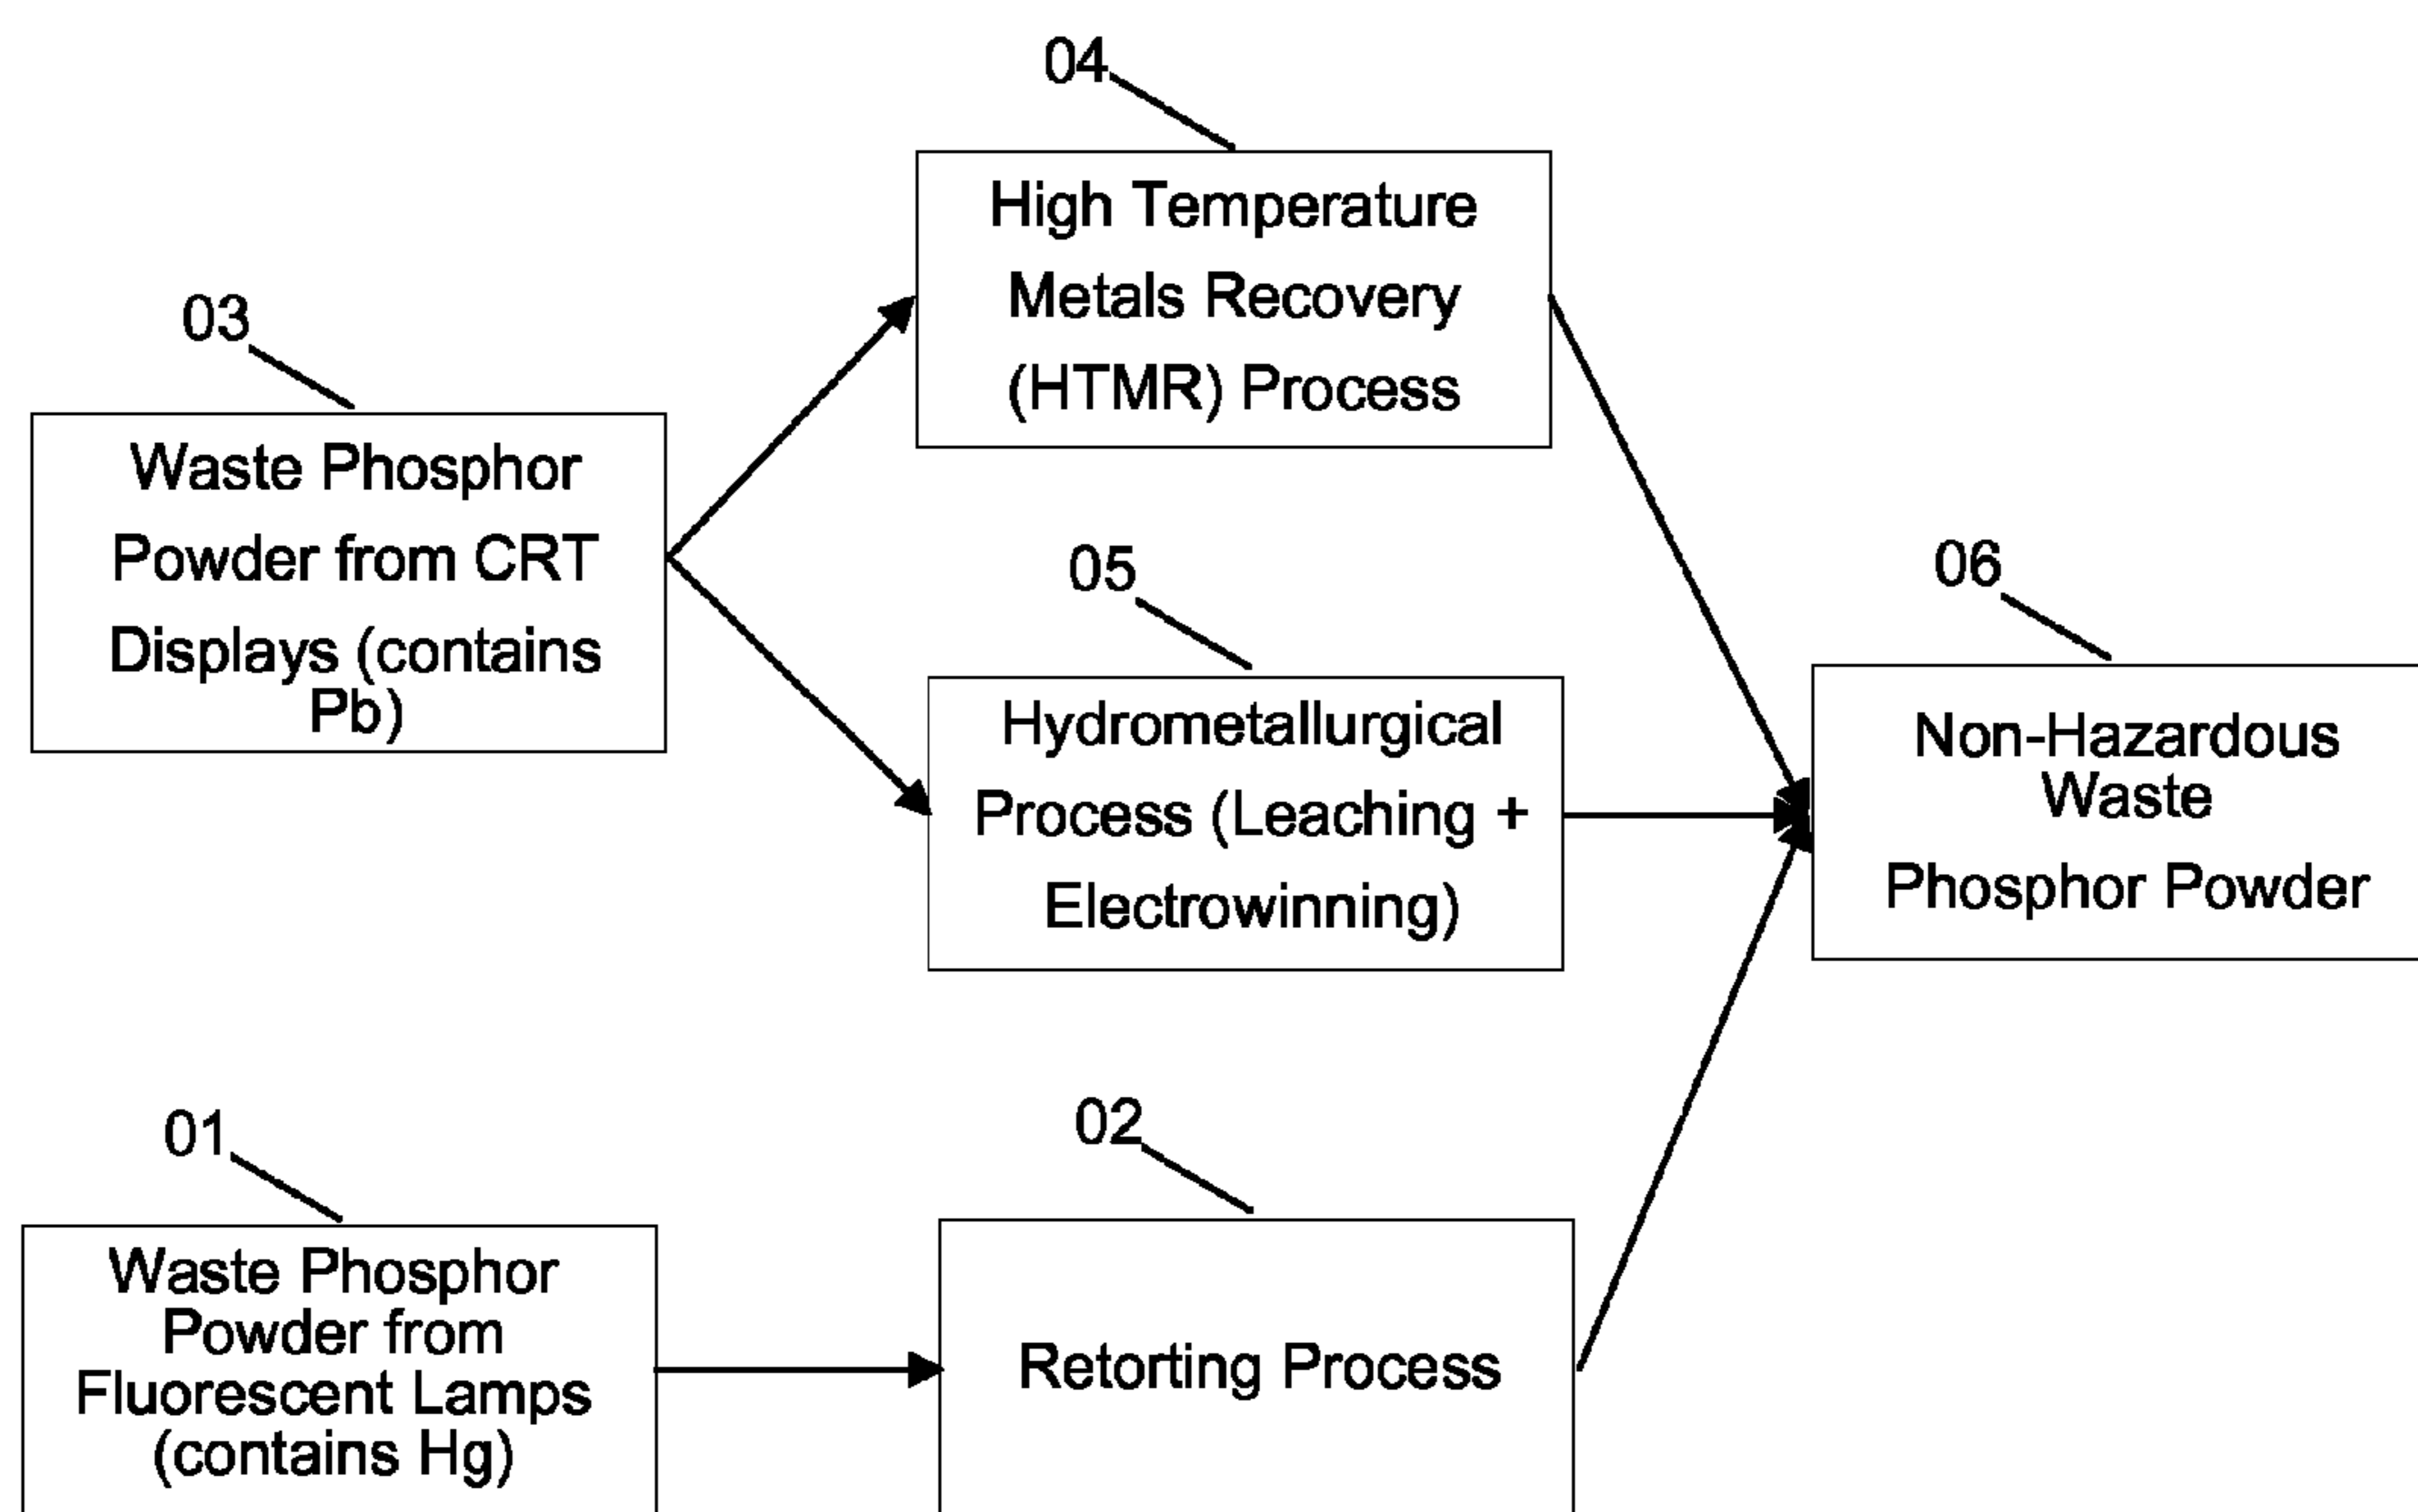 04
High Temperature
Metals Recovery
(HTMR) Process
03
Waste Phosphor
Powder from CRT
Displays (contains
Pb)
05
Hydrometallurgical
Process (Leaching +
Electrowinning)
06
Non-Hazardous
Waste
Phosphor Powder
01
Waste Phosphor
Powder from
Fluorescent Lamps
(contains Hg)
02
Retorting Process